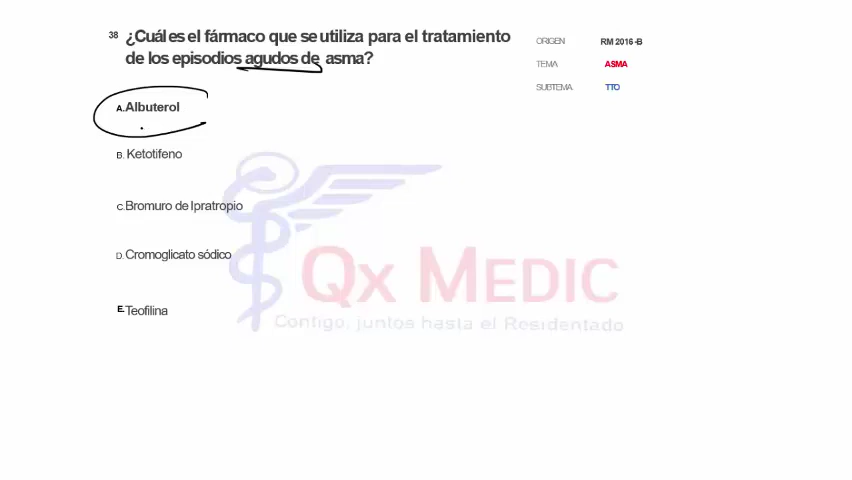 38 ¿Cuál es el fármaco que se utiliza para el tratamiento
de los episodios agudos de asma?
ORIGEN RM 2016 -B
TEMA ASMA
SUBTEMA TTO
A. Albuterol
B. Ketotifeno
C. Bromuro de Ipratropio
D. Cromoglicato sódico
E. Teofilina
Qx MEDIC
Contigo, juntos hasta el Residentado